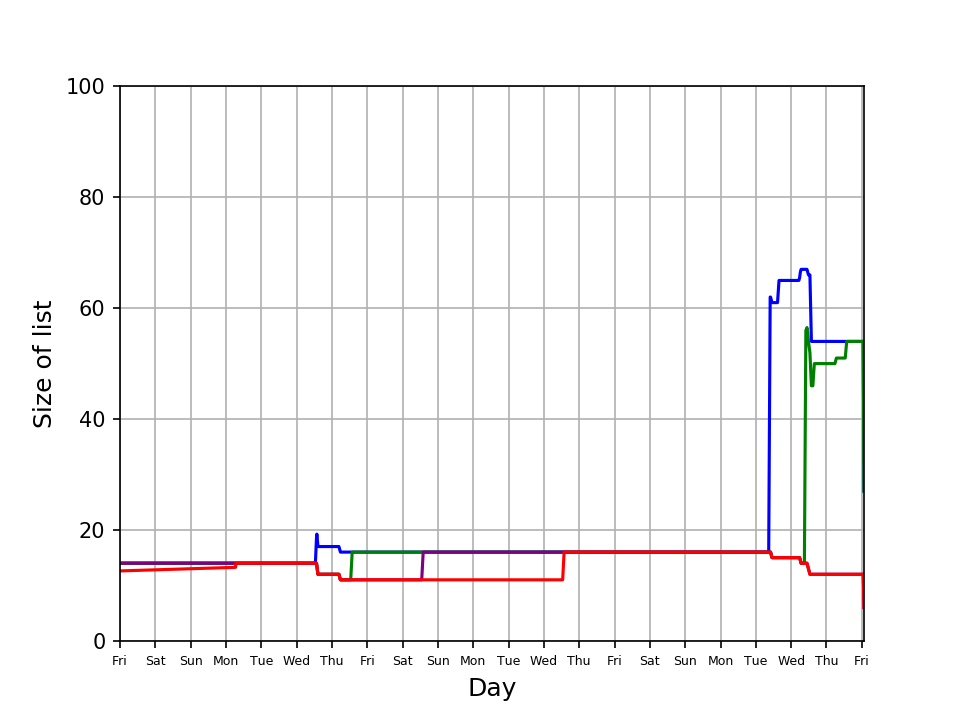 100
80
60
40
20
0
Size of list
Fri Sat Sun Mon Tue Wed Thu Fri Sat Sun Mon Tue Wed Thu Fri Sat Sun Mon Tue Wed Thu Fri
Day